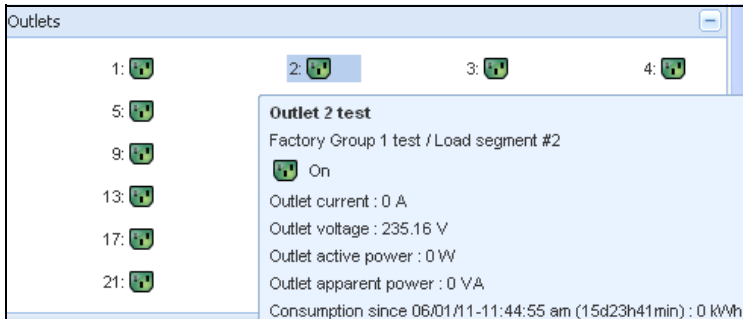 Outlets
1: 2: 3: 4:
5:
9:
13:
17:
21:
Outlet 2 test
Factory Group 1 test / Load segment #2
On
Outlet current : 0 A
Outlet voltage : 235.16 V
Outlet active power : 0 W
Outlet apparent power : 0 VA
Consumption since 06/01/11-11:44:55 am (15d23h41min) : 0 kWh